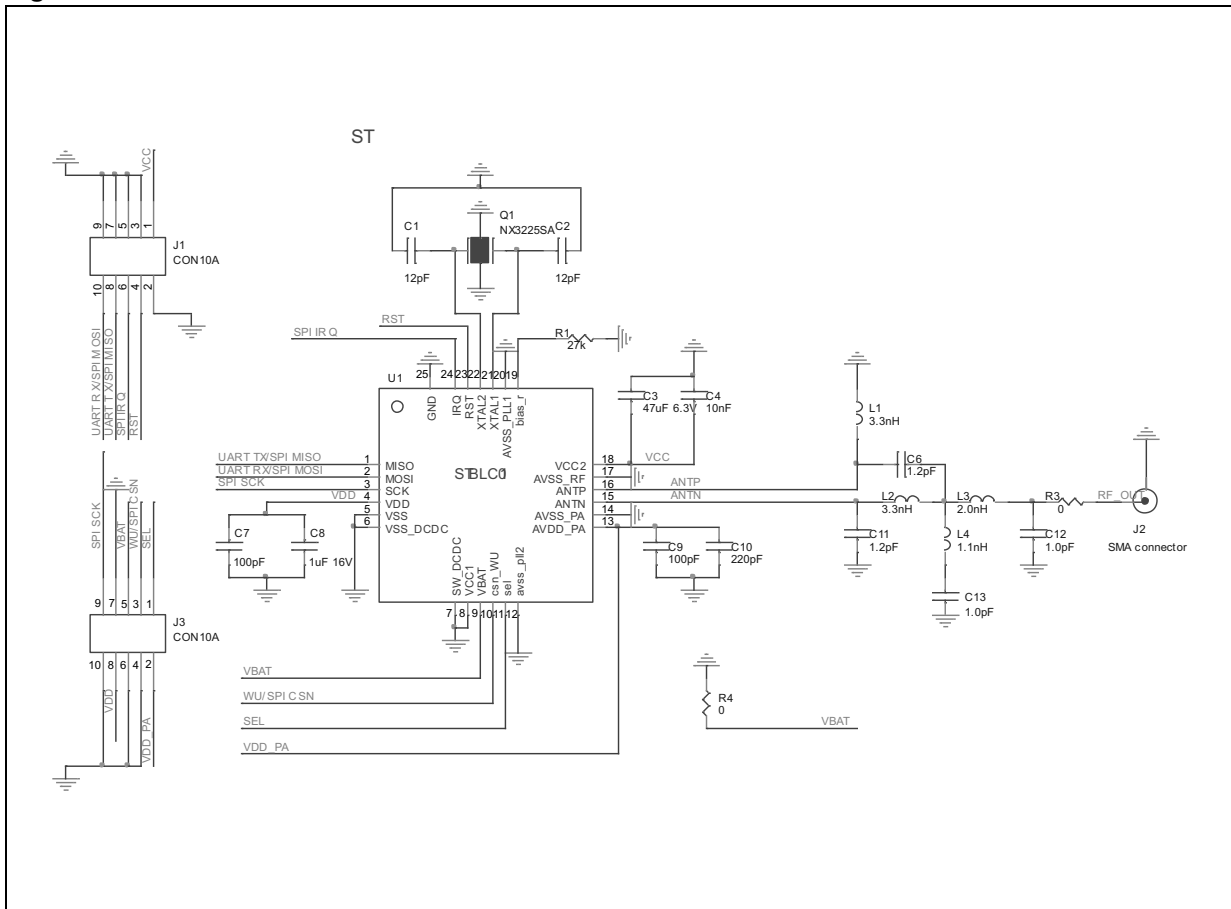 ST
VCC
9
7
5
3
1
J1
CON10A
10
8
6
4
2
UART RX/SPI MOSI
UART TX/SPI MISO
SPI IRQ
RST
C1
12pF
Q1
NX3225SA
C2
12pF
RST
SPI IRQ
R1
27k
25
24
23
22
21
20
19
U1
GND
IRQ
RST
XTAL2
XTAL1
AVSS_PLL1
bias_r
C3
47uF 6.3V
C4
10nF
VCC
L1
3.3nH
C6
1.2pF
UART TX/SPI MISO
UART RX/SPI MOSI
SPI SCK
VDD
1
2
3
4
5
6
MISO
MOSI
SCK
VDD
VSS
VSS_DCDC
VCC2
AVSS_RF
ANTP
ANTN
AVSS_PA
AVDD_PA
18
17
16
15
14
13
ANTP
ANTN
L2
3.3nH
L3
2.0nH
R3
0
RF_OUT
J2
SMA connector
C11
1.2pF
L4
1.1nH
C12
1.0pF
C13
1.0pF
C7
100pF
C8
1uF 16V
C9
100pF
C10
220pF
SW_DCDC
VCC1
VBAT
csn_WU
sel
avss_pll2
7
8
9
10
11
12
SPI SCK
VBAT
WU/SPI CSN
SEL
9
7
5
3
1
J3
CON10A
10
8
6
4
2
VDD
VDD_PA
VBAT
WU/SPI CSN
SEL
VDD_PA
R4
0
VBAT